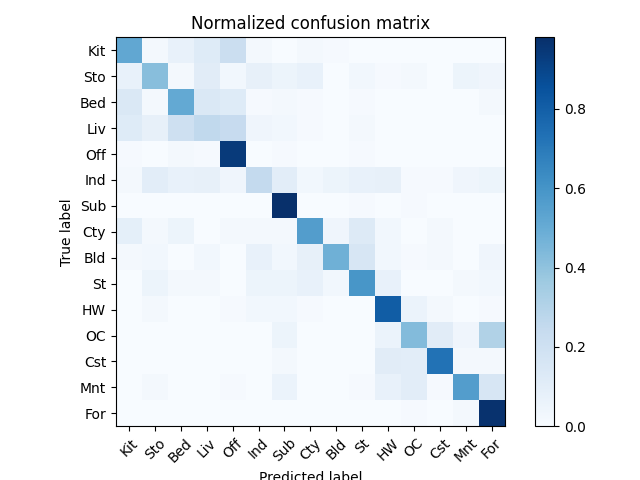 Normalized confusion matrix
True label
Kit
Sto
Bed
Liv
Off
Ind
Sub
Cty
Bld
St
HW
OC
Cst
Mnt
For
Kit Sto Bed Liv Off Ind Sub Cty Bld St HW OC Cst Mnt For
Predicted label
0.8
0.6
0.4
0.2
0.0